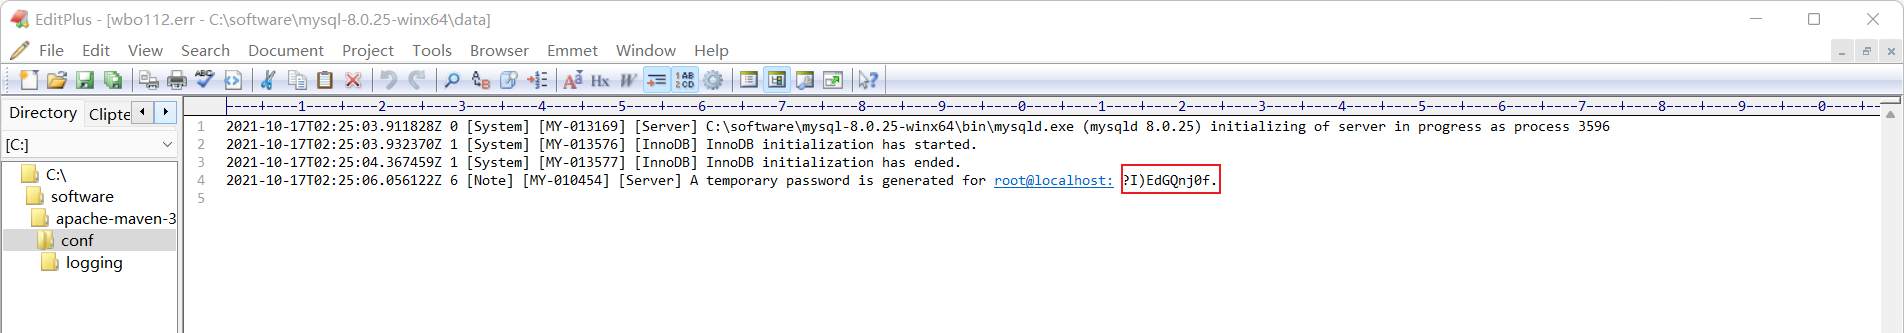 EditPlus - [wbo112.err - C:\software\mysql-8.0.25-winx64\data]
File Edit View Search Document Project Tools Browser Emmet Window Help
Directory Clipte
[C:]
C:\
software
apache-maven-3
conf
logging
----+----1----+----2----+----3----+----4----+----5----+----6----+----7----+----8----+----9----+----0----+----1----+----2----+----3----+----4----+----5----+----6----+----7----+----8----+----9----+----0----+--
1 2021-10-17T02:25:03.911828Z 0 [System] [MY-013169] [Server] C:\software\mysql-8.0.25-winx64\bin\mysqld.exe (mysqld 8.0.25) initializing of server in progress as process 3596
2 2021-10-17T02:25:03.932370Z 1 [System] [MY-013576] [InnoDB] InnoDB initialization has started.
3 2021-10-17T02:25:04.367459Z 1 [System] [MY-013577] [InnoDB] InnoDB initialization has ended.
4 2021-10-17T02:25:06.056122Z 6 [Note] [MY-010454] [Server] A temporary password is generated for root@localhost: ?I)EdGQnj0f.
5